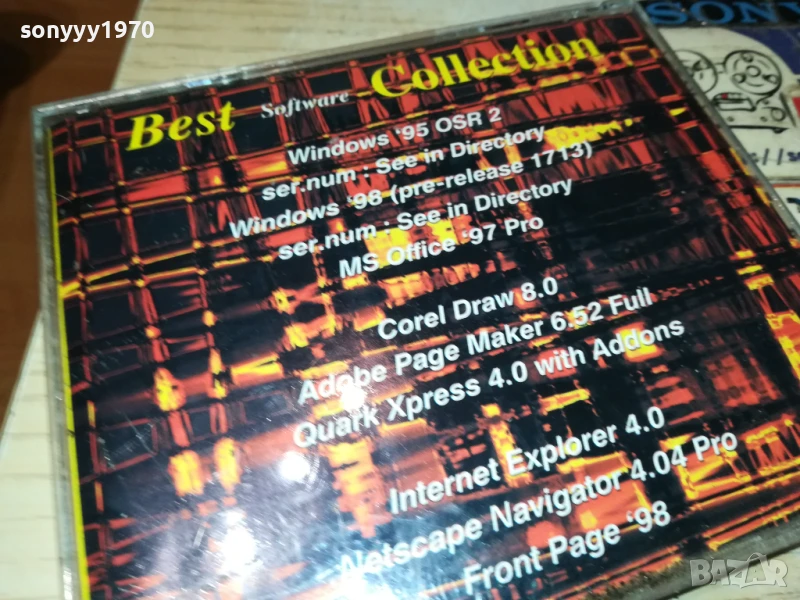 sonyyy1970
SONY
Best Software Collection
Windows '95 OSR 2
ser.num : See in Directory
Windows '98 (pre-release 1713)
ser.num : See in Directory
MS Office '97 Pro
Corel Draw 8.0
Adobe Page Maker 6.52 Full
Quark Xpress 4.0 with Addons
Internet Explorer 4.0
Netscape Navigator 4.04 Pro
Front Page '98
BAZAR